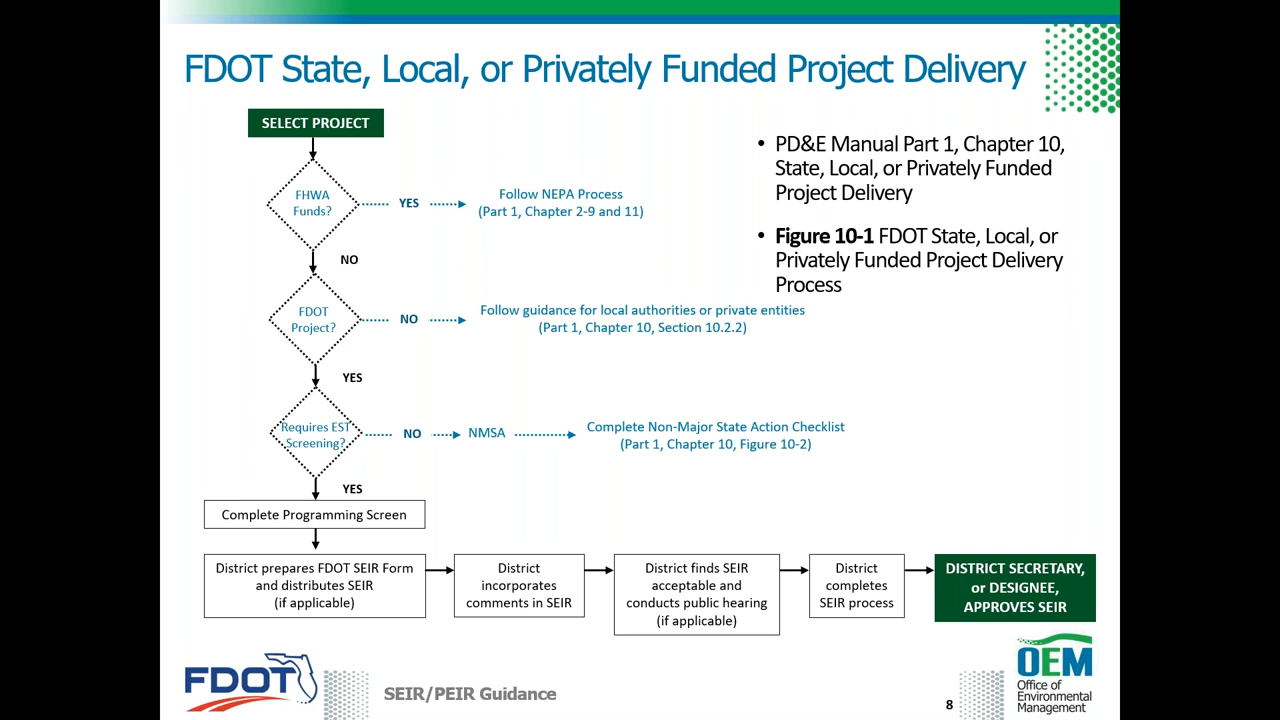 FDOT State, Local, or Privately Funded Project Delivery
SELECT PROJECT
FHWA
Funds?
YES
Follow NEPA Process
(Part 1, Chapter 2-9 and 11)
NO
FDOT
Project?
NO
Follow guidance for local authorities or private entities
(Part 1, Chapter 10, Section 10.2.2)
YES
Requires EST
Screening?
NO
NMSA
Complete Non-Major State Action Checklist
(Part 1, Chapter 10, Figure 10-2)
YES
Complete Programming Screen
District prepares FDOT SEIR Form
and distributes SEIR
(if applicable)
District
incorporates
comments in SEIR
District finds SEIR
acceptable and
conducts public hearing
(if applicable)
District
completes
SEIR process
DISTRICT SECRETARY,
or DESIGNEE,
APPROVES SEIR
• PD&E Manual Part 1, Chapter 10,
State, Local, or Privately Funded
Project Delivery
• Figure 10-1 FDOT State, Local, or
Privately Funded Project Delivery
Process
FDOT
SEIR/PEIR Guidance
8
OEM
Office of
Environmental
Management